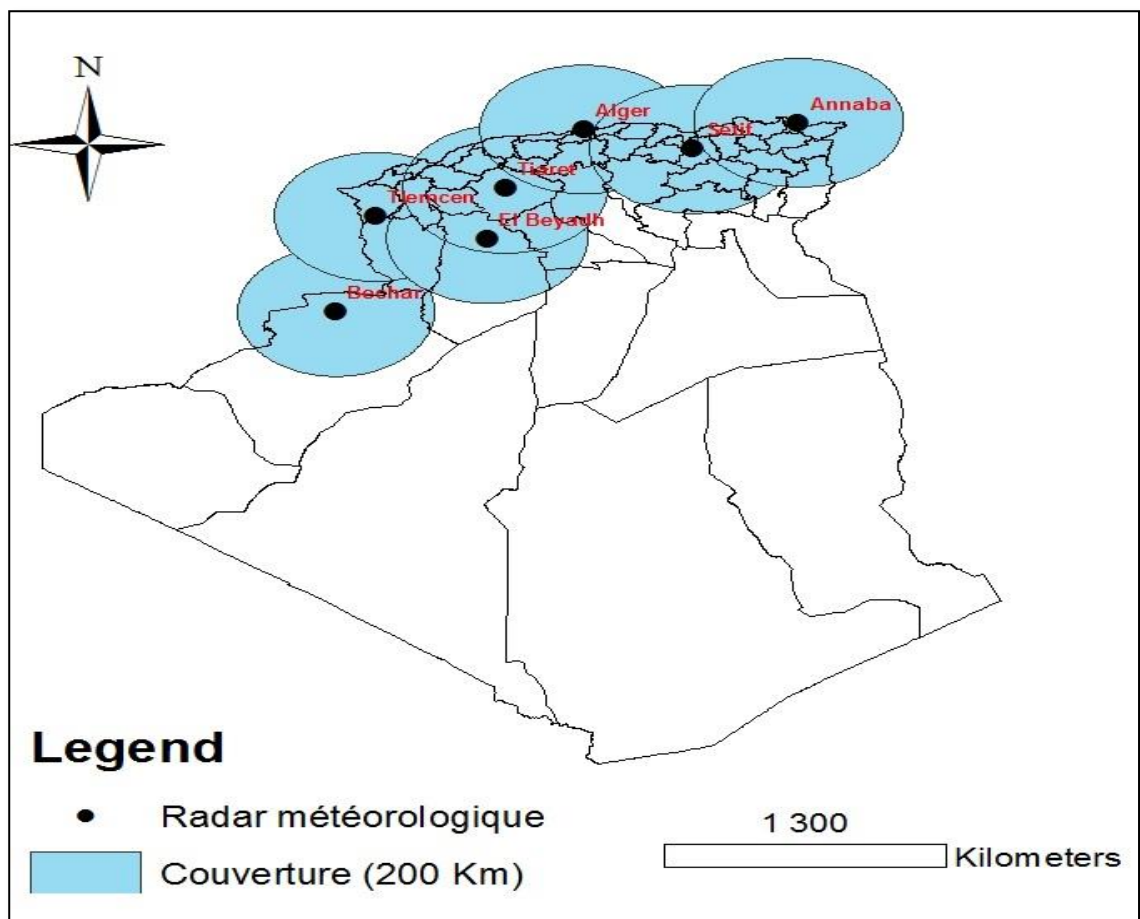 N
Alger
Annaba
Setif
Tiaret
Tlemcen
El Beyadh
Bechar
Legend
Radar météorologique
Couverture (200 Km)
1 300
Kilometers